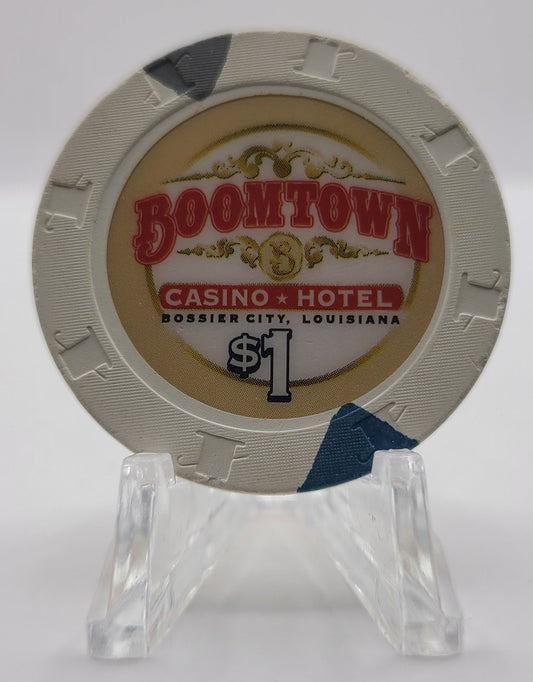 BOOMTOWN
B
CASINO ★ HOTEL
BOSSIER CITY, LOUISIANA
$1